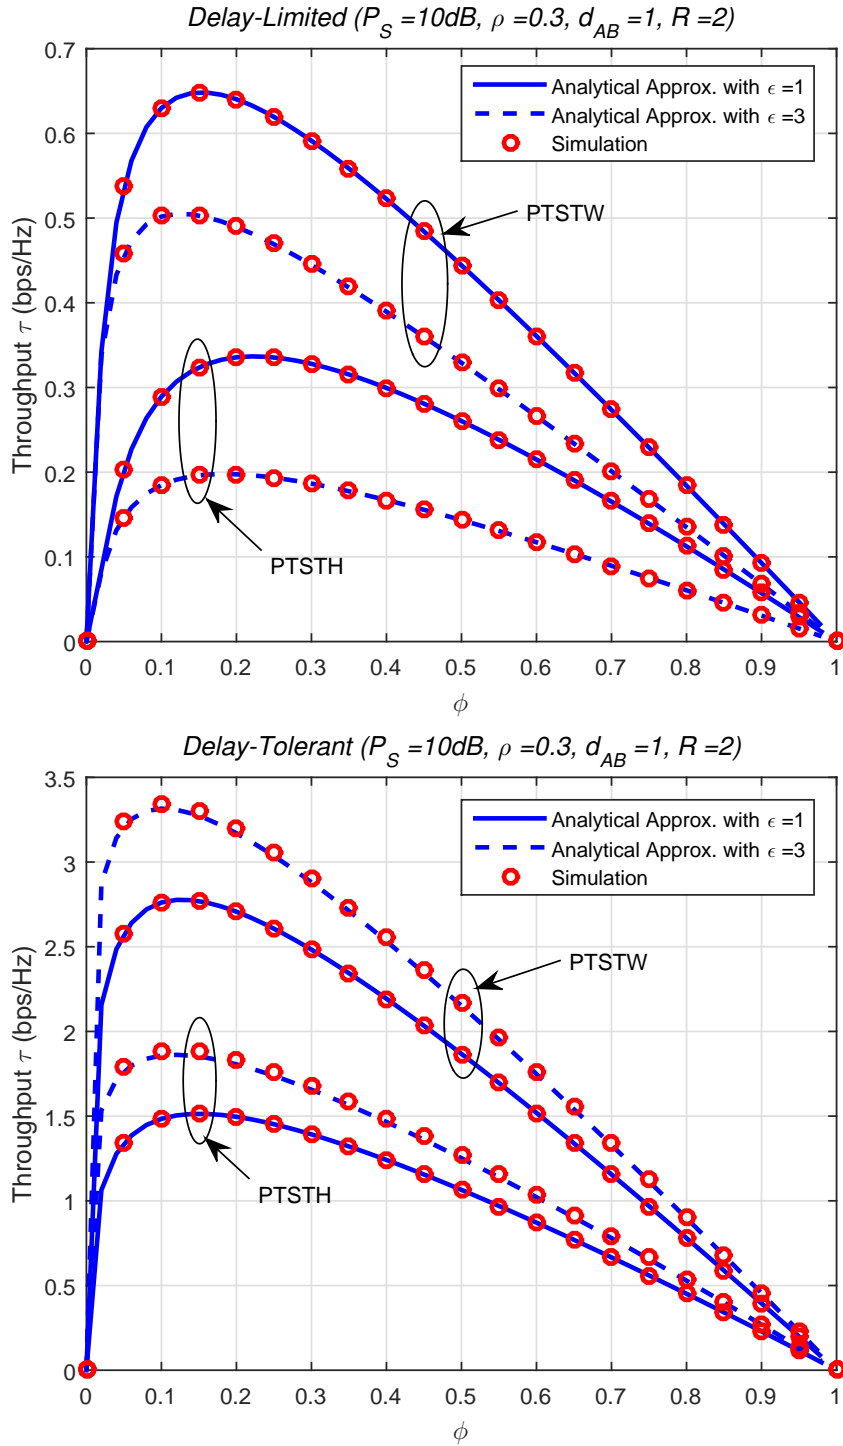 Delay-Limited (P_S =10dB, ρ =0.3, d_AB =1, R =2)
0.7
0.6
0.5
0.4
0.3
0.2
0.1
0
Throughput τ (bps/Hz)
Analytical Approx. with ϵ =1
Analytical Approx. with ϵ =3
Simulation
PTSTW
PTSTH
0 0.1 0.2 0.3 0.4 0.5 0.6 0.7 0.8 0.9 1
ϕ
Delay-Tolerant (P_S =10dB, ρ =0.3, d_AB =1, R =2)
3.5
3
2.5
2
1.5
1
0.5
0
Throughput τ (bps/Hz)
Analytical Approx. with ϵ =1
Analytical Approx. with ϵ =3
Simulation
PTSTW
PTSTH
0 0.1 0.2 0.3 0.4 0.5 0.6 0.7 0.8 0.9 1
ϕ